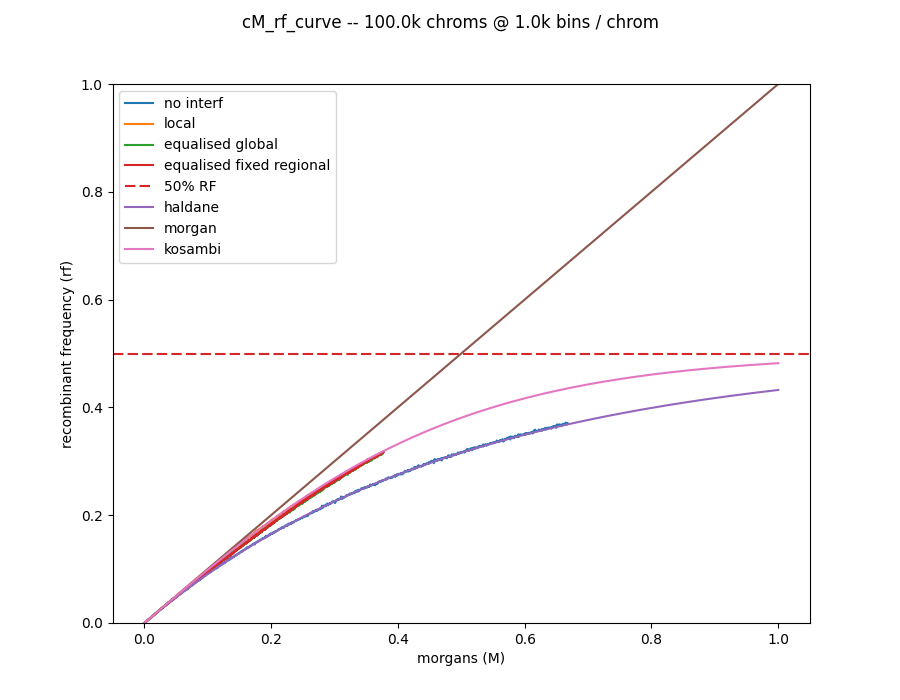 cM_rf_curve -- 100.0k chroms @ 1.0k bins / chrom
no interf
local
equalised global
equalised fixed regional
50% RF
haldane
morgan
kosambi
1.0
0.8
0.6
0.4
0.2
0.0
recombinant frequency (rf)
0.0 0.2 0.4 0.6 0.8 1.0
morgans (M)